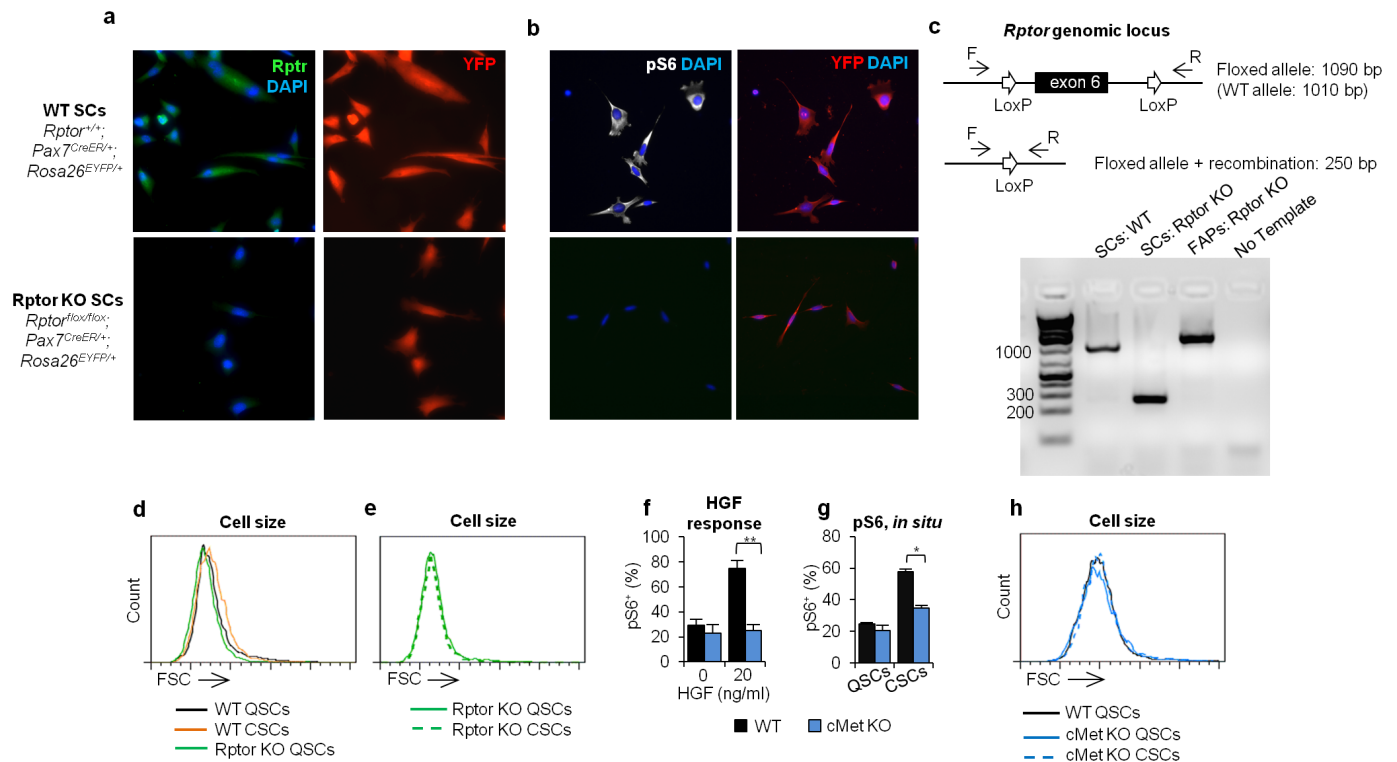 a
WT SCs
Rptor+/+;
Pax7CreER/+;
Rosa26EYFP/+
Rptor KO SCs
Rptorflox/flox;
Pax7CreER/+;
Rosa26EYFP/+
Rptr
DAPI
YFP
b
pS6 DAPI
YFP DAPI
c
Rptor genomic locus
F
R
exon 6
LoxP
LoxP
Floxed allele: 1090 bp
(WT allele: 1010 bp)
F
R
LoxP
Floxed allele + recombination: 250 bp
SCs: WT
SCs: Rptor KO
FAPs: Rptor KO
No Template
1000
300
200
d
Cell size
Count
FSC
WT QSCs
WT CSCs
Rptor KO QSCs
e
Cell size
FSC
Rptor KO QSCs
Rptor KO CSCs
f
HGF
response
pS6+ (%)
100
80
60
40
20
0
**
0
20
HGF (ng/ml)
g
pS6, in situ
pS6+ (%)
80
60
40
20
0
*
QSCs
CSCs
WT
cMet KO
h
Cell size
Count
FSC
WT QSCs
cMet KO QSCs
cMet KO CSCs